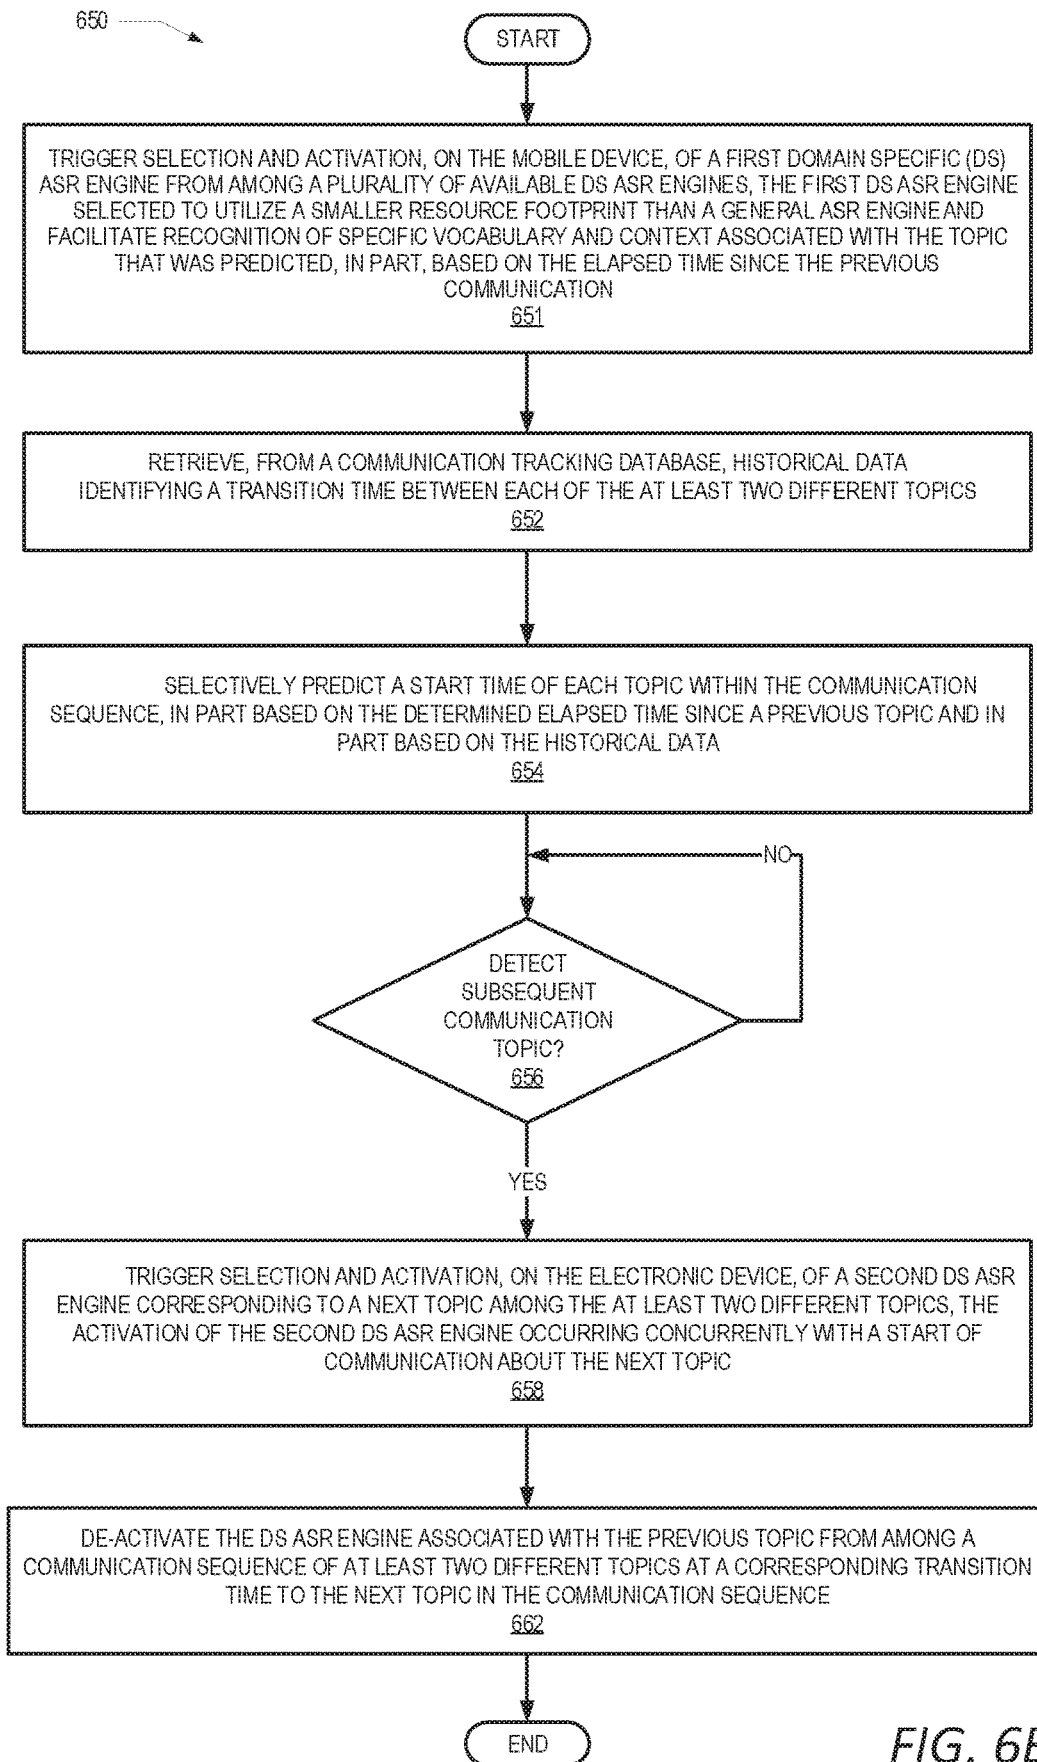 650
START
TRIGGER SELECTION AND ACTIVATION, ON THE MOBILE DEVICE, OF A FIRST DOMAIN SPECIFIC (DS)
ASR ENGINE FROM AMONG A PLURALITY OF AVAILABLE DS ASR ENGINES, THE FIRST DS ASR ENGINE
SELECTED TO UTILIZE A SMALLER RESOURCE FOOTPRINT THAN A GENERAL ASR ENGINE AND
FACILITATE RECOGNITION OF SPECIFIC VOCABULARY AND CONTEXT ASSOCIATED WITH THE TOPIC
THAT WAS PREDICTED, IN PART, BASED ON THE ELAPSED TIME SINCE THE PREVIOUS
COMMUNICATION
651
RETRIEVE, FROM A COMMUNICATION TRACKING DATABASE, HISTORICAL DATA
IDENTIFYING A TRANSITION TIME BETWEEN EACH OF THE AT LEAST TWO DIFFERENT TOPICS
652
SELECTIVELY PREDICT A START TIME OF EACH TOPIC WITHIN THE COMMUNICATION
SEQUENCE, IN PART BASED ON THE DETERMINED ELAPSED TIME SINCE A PREVIOUS TOPIC AND IN
PART BASED ON THE HISTORICAL DATA
654
NO
DETECT
SUBSEQUENT
COMMUNICATION
TOPIC?
656
YES
TRIGGER SELECTION AND ACTIVATION, ON THE ELECTRONIC DEVICE, OF A SECOND DS ASR
ENGINE CORRESPONDING TO A NEXT TOPIC AMONG THE AT LEAST TWO DIFFERENT TOPICS, THE
ACTIVATION OF THE SECOND DS ASR ENGINE OCCURRING CONCURRENTLY WITH A START OF
COMMUNICATION ABOUT THE NEXT TOPIC
658
DE-ACTIVATE THE DS ASR ENGINE ASSOCIATED WITH THE PREVIOUS TOPIC FROM AMONG A
COMMUNICATION SEQUENCE OF AT LEAST TWO DIFFERENT TOPICS AT A CORRESPONDING TRANSITION
TIME TO THE NEXT TOPIC IN THE COMMUNICATION SEQUENCE
662
END
FIG. 6B